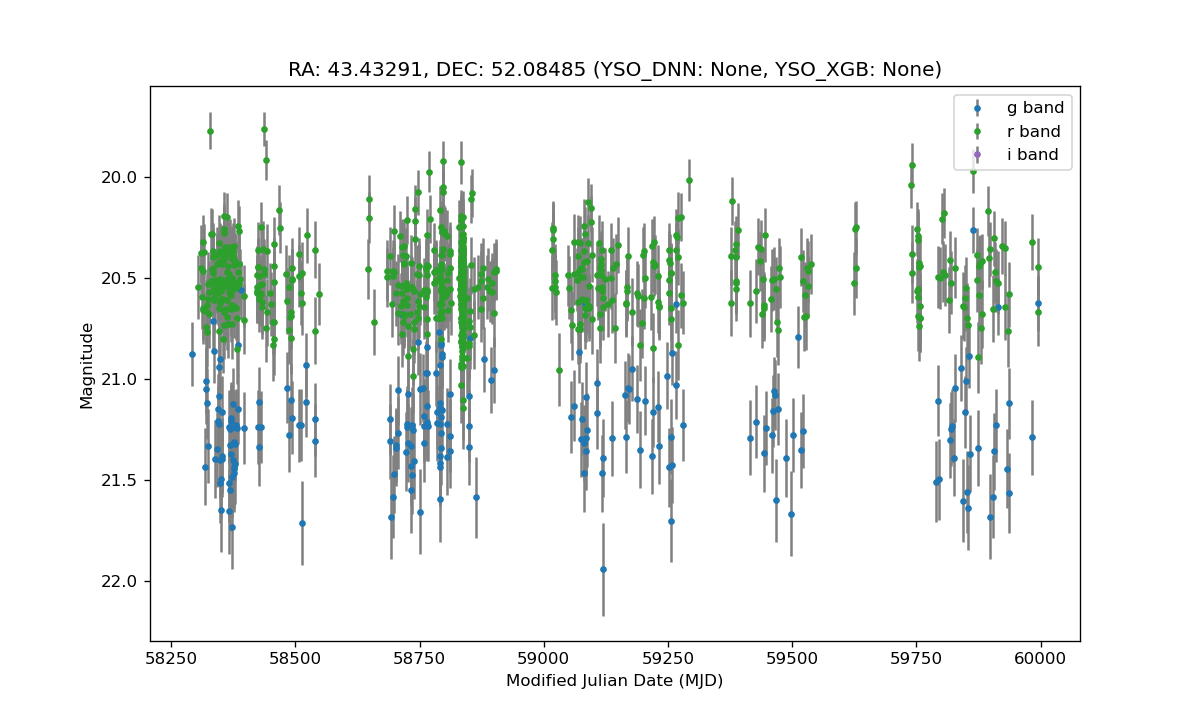 RA: 43.43291, DEC: 52.08485 (YSO_DNN: None, YSO_XGB: None)
g band
r band
i band
20.0
20.5
21.0
21.5
22.0
Magnitude
58250 58500 58750 59000 59250 59500 59750 60000
Modified Julian Date (MJD)